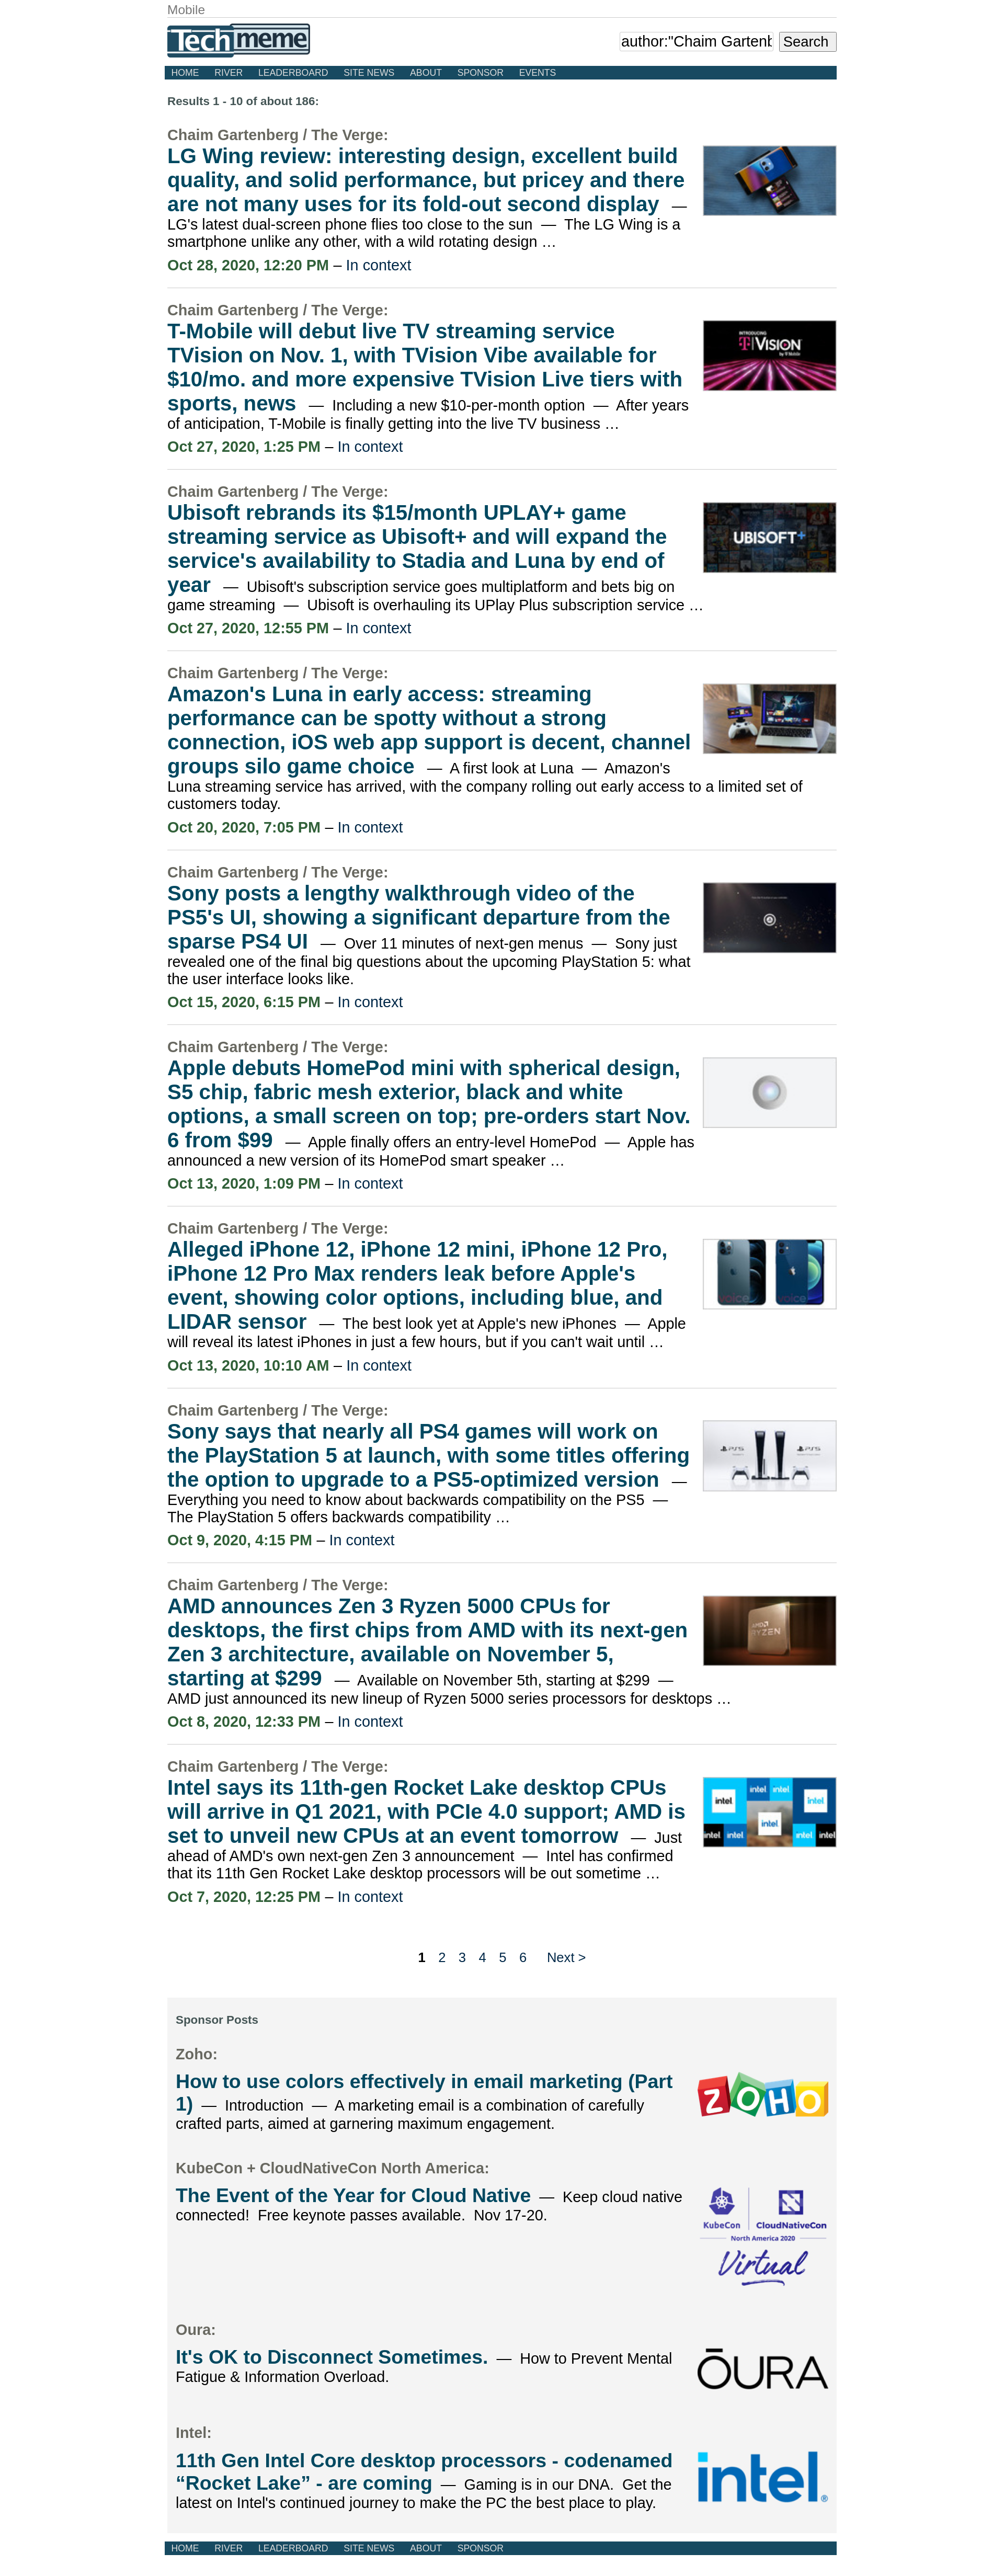 Mobile
Techmeme
author:"Chaim Gartenb
Search
HOME RIVER LEADERBOARD SITE NEWS ABOUT SPONSOR EVENTS
Results 1 - 10 of about 186:
Chaim Gartenberg / The Verge:
LG Wing review: interesting design, excellent build
quality, and solid performance, but pricey and there
are not many uses for its fold-out second display —
LG's latest dual-screen phone flies too close to the sun — The LG Wing is a
smartphone unlike any other, with a wild rotating design …
Oct 28, 2020, 12:20 PM – In context
Chaim Gartenberg / The Verge:
T-Mobile will debut live TV streaming service
TVision on Nov. 1, with TVision Vibe available for
$10/mo. and more expensive TVision Live tiers with
sports, news — Including a new $10-per-month option — After years
of anticipation, T-Mobile is finally getting into the live TV business …
Oct 27, 2020, 1:25 PM – In context
INTRODUCING
T VISION
by T Mobile
Chaim Gartenberg / The Verge:
Ubisoft rebrands its $15/month UPLAY+ game
streaming service as Ubisoft+ and will expand the
service's availability to Stadia and Luna by end of
year — Ubisoft's subscription service goes multiplatform and bets big on
game streaming — Ubisoft is overhauling its UPlay Plus subscription service …
Oct 27, 2020, 12:55 PM – In context
UBISOFT+
Chaim Gartenberg / The Verge:
Amazon's Luna in early access: streaming
performance can be spotty without a strong
connection, iOS web app support is decent, channel
groups silo game choice — A first look at Luna — Amazon's
Luna streaming service has arrived, with the company rolling out early access to a limited set of
customers today.
Oct 20, 2020, 7:05 PM – In context
Chaim Gartenberg / The Verge:
Sony posts a lengthy walkthrough video of the
PS5's UI, showing a significant departure from the
sparse PS4 UI — Over 11 minutes of next-gen menus — Sony just
revealed one of the final big questions about the upcoming PlayStation 5: what
the user interface looks like.
Oct 15, 2020, 6:15 PM – In context
Chaim Gartenberg / The Verge:
Apple debuts HomePod mini with spherical design,
S5 chip, fabric mesh exterior, black and white
options, a small screen on top; pre-orders start Nov.
6 from $99 — Apple finally offers an entry-level HomePod — Apple has
announced a new version of its HomePod smart speaker …
Oct 13, 2020, 1:09 PM – In context
Chaim Gartenberg / The Verge:
Alleged iPhone 12, iPhone 12 mini, iPhone 12 Pro,
iPhone 12 Pro Max renders leak before Apple's
event, showing color options, including blue, and
LIDAR sensor — The best look yet at Apple's new iPhones — Apple
will reveal its latest iPhones in just a few hours, but if you can't wait until …
Oct 13, 2020, 10:10 AM – In context
Chaim Gartenberg / The Verge:
Sony says that nearly all PS4 games will work on
the PlayStation 5 at launch, with some titles offering
the option to upgrade to a PS5-optimized version —
Everything you need to know about backwards compatibility on the PS5 —
The PlayStation 5 offers backwards compatibility …
Oct 9, 2020, 4:15 PM – In context
PS5 PS5
Chaim Gartenberg / The Verge:
AMD announces Zen 3 Ryzen 5000 CPUs for
desktops, the first chips from AMD with its next-gen
Zen 3 architecture, available on November 5,
starting at $299 — Available on November 5th, starting at $299 —
AMD just announced its new lineup of Ryzen 5000 series processors for desktops …
Oct 8, 2020, 12:33 PM – In context
AMD
RYZEN
Chaim Gartenberg / The Verge:
Intel says its 11th-gen Rocket Lake desktop CPUs
will arrive in Q1 2021, with PCIe 4.0 support; AMD is
set to unveil new CPUs at an event tomorrow — Just
ahead of AMD's own next-gen Zen 3 announcement — Intel has confirmed
that its 11th Gen Rocket Lake desktop processors will be out sometime …
Oct 7, 2020, 12:25 PM – In context
intel intel intel intel
intel
intel intel intel intel
1 2 3 4 5 6 Next >
Sponsor Posts
Zoho:
How to use colors effectively in email marketing (Part
1) — Introduction — A marketing email is a combination of carefully
crafted parts, aimed at garnering maximum engagement.
ZOHO
KubeCon + CloudNativeCon North America:
The Event of the Year for Cloud Native — Keep cloud native
connected! Free keynote passes available. Nov 17-20.
KubeCon CloudNativeCon
North America 2020
Virtual
Oura:
It's OK to Disconnect Sometimes. — How to Prevent Mental
Fatigue & Information Overload.
ŌURA
Intel:
11th Gen Intel Core desktop processors - codenamed
“Rocket Lake” - are coming — Gaming is in our DNA. Get the
latest on Intel's continued journey to make the PC the best place to play.
intel®
HOME RIVER LEADERBOARD SITE NEWS ABOUT SPONSOR